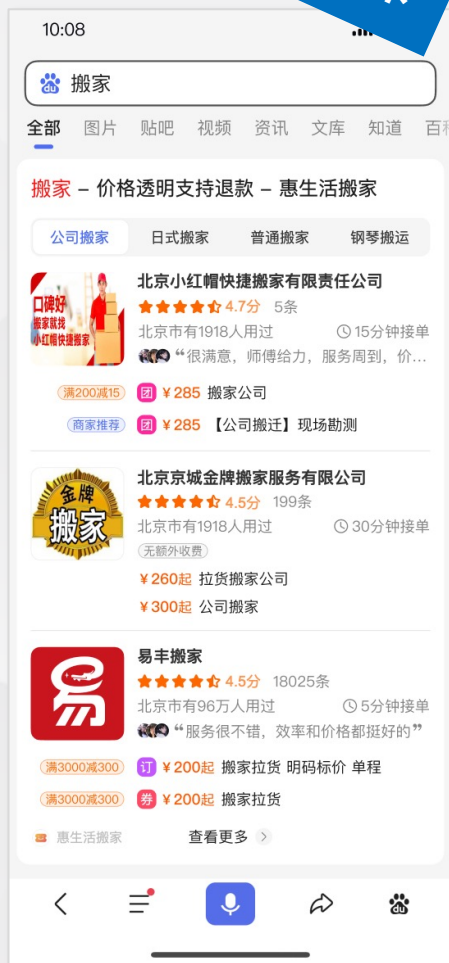 10:08
搬家
全部 图片 贴吧 视频 资讯 文库 知道
搬家 – 价格透明支持退款 – 惠生活搬家
公司搬家 日式搬家 普通搬家 钢琴搬运
口碑好
搬家就找
小红帽快捷搬家
北京小红帽快捷搬家有限责任公司
4.7分 5条
北京市有1918人用过 15分钟接单
“很满意，师傅给力，服务周到，价...
满200减15 团 ¥285 搬家公司
商家推荐 团 ¥285 【公司搬迁】现场勘测
金牌
搬家
北京京城金牌搬家服务有限公司
4.5分 199条
北京市有1918人用过 30分钟接单
无额外收费
¥260起 拉货搬家公司
¥300起 公司搬家
易丰搬家
4.5分 18025条
北京市有96万人用过 5分钟接单
“服务很不错，效率和价格都挺好的”
满3000减300 订 ¥200起 搬家拉货 明码标价 单程
满3000减300 券 ¥200起 搬家拉货
惠生活搬家 查看更多